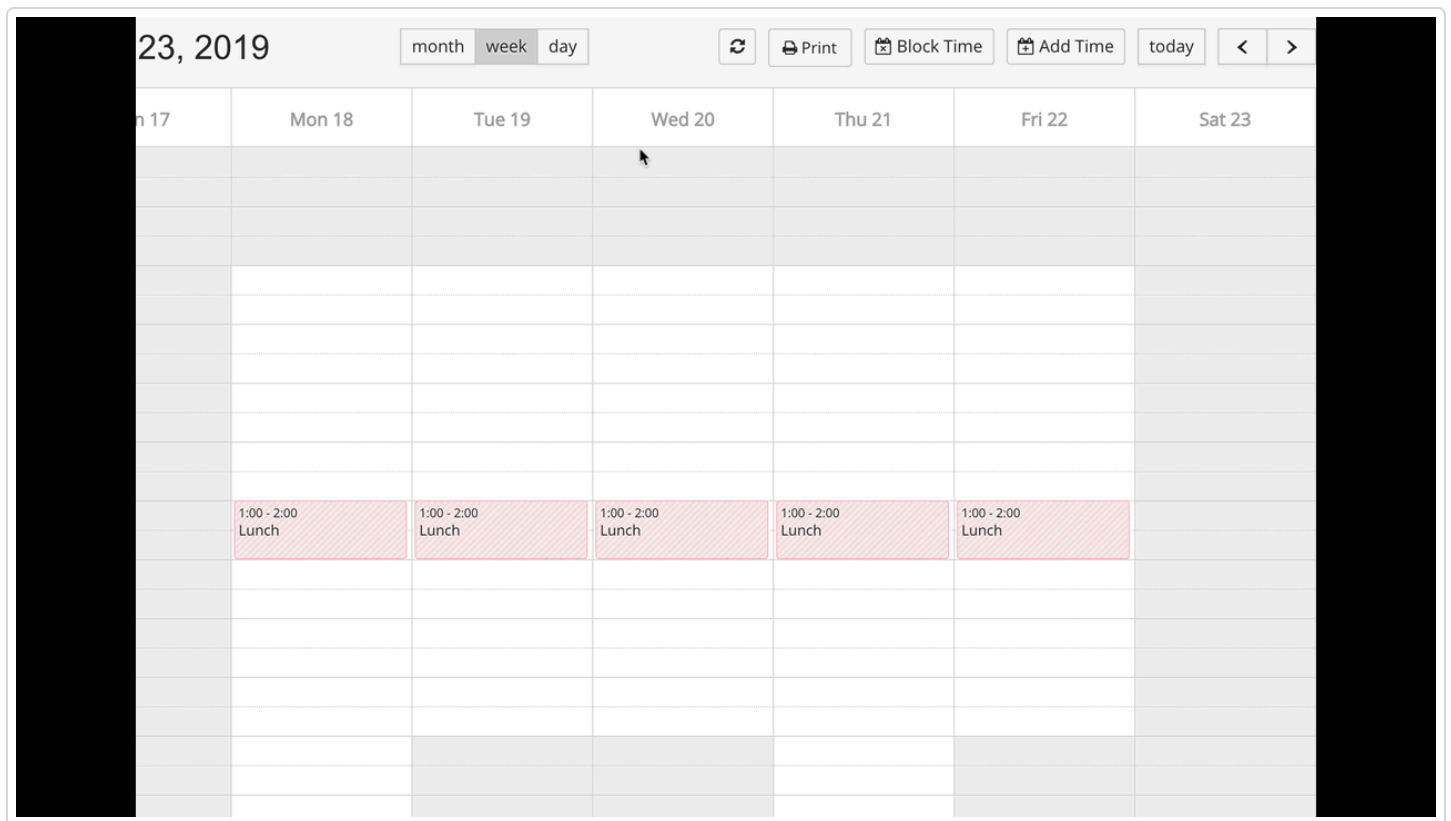 23, 2019
month week day
Print Block Time Add Time today
n 17 Mon 18 Tue 19 Wed 20 Thu 21 Fri 22 Sat 23
1:00 - 2:00 1:00 - 2:00 1:00 - 2:00 1:00 - 2:00 1:00 - 2:00
Lunch Lunch Lunch Lunch Lunch